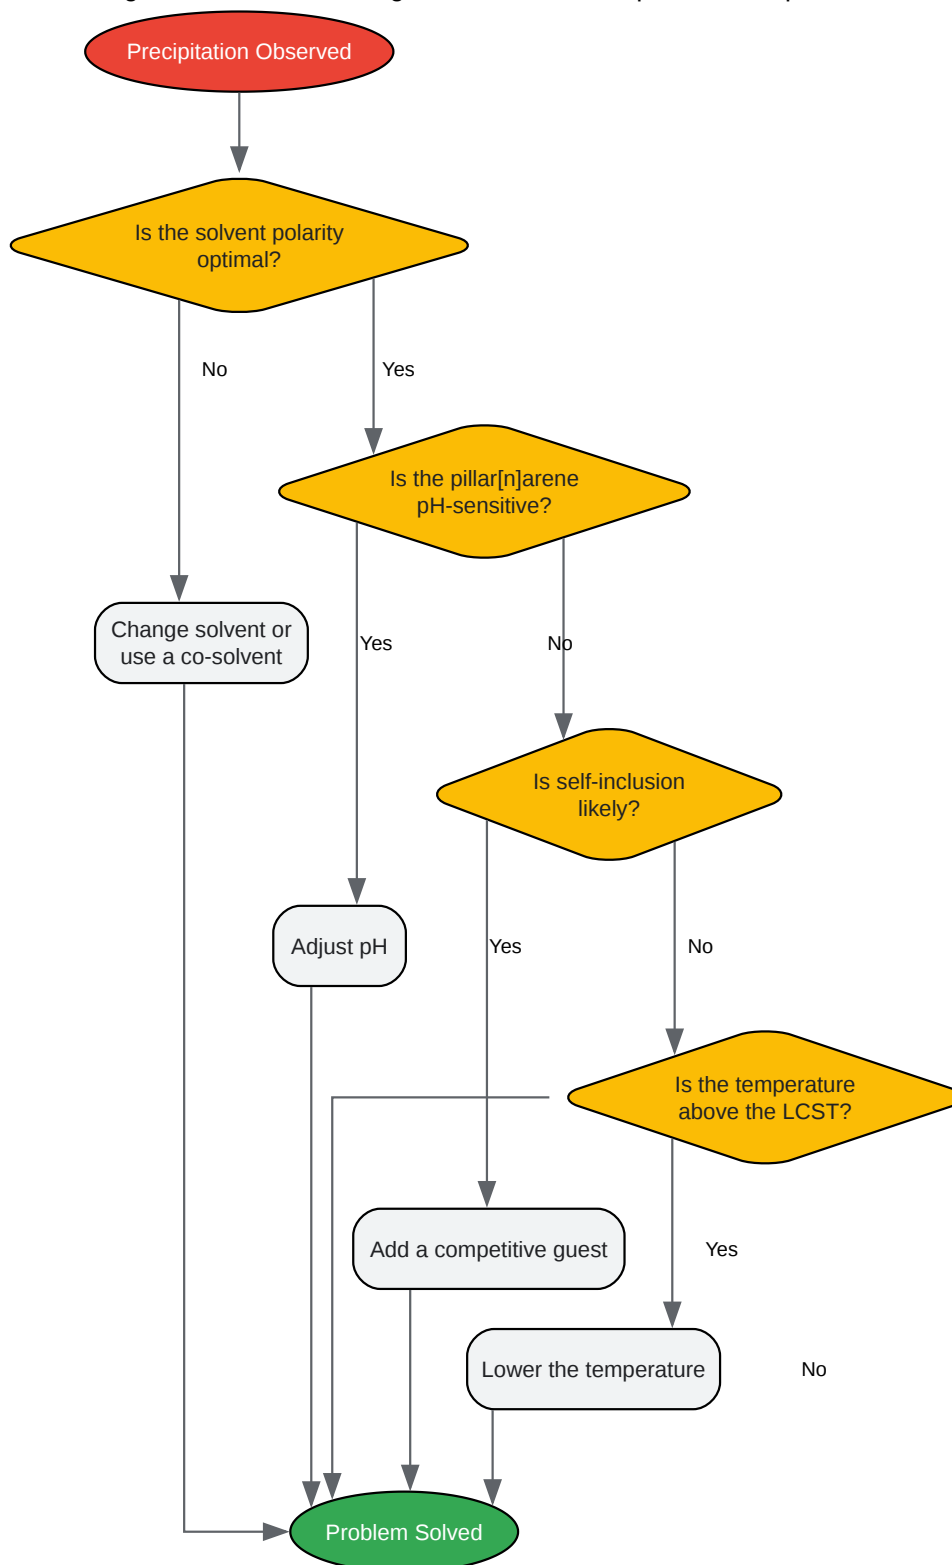 Precipitation Observed
Is the solvent polarity
optimal?
No
Yes
Is the pillar[n]arene
pH-sensitive?
Change solvent or
use a co-solvent
Yes
No
Is self-inclusion
likely?
Adjust pH
Yes
No
Is the temperature
above the LCST?
Add a competitive guest
Yes
Lower the temperature
No
Problem Solved